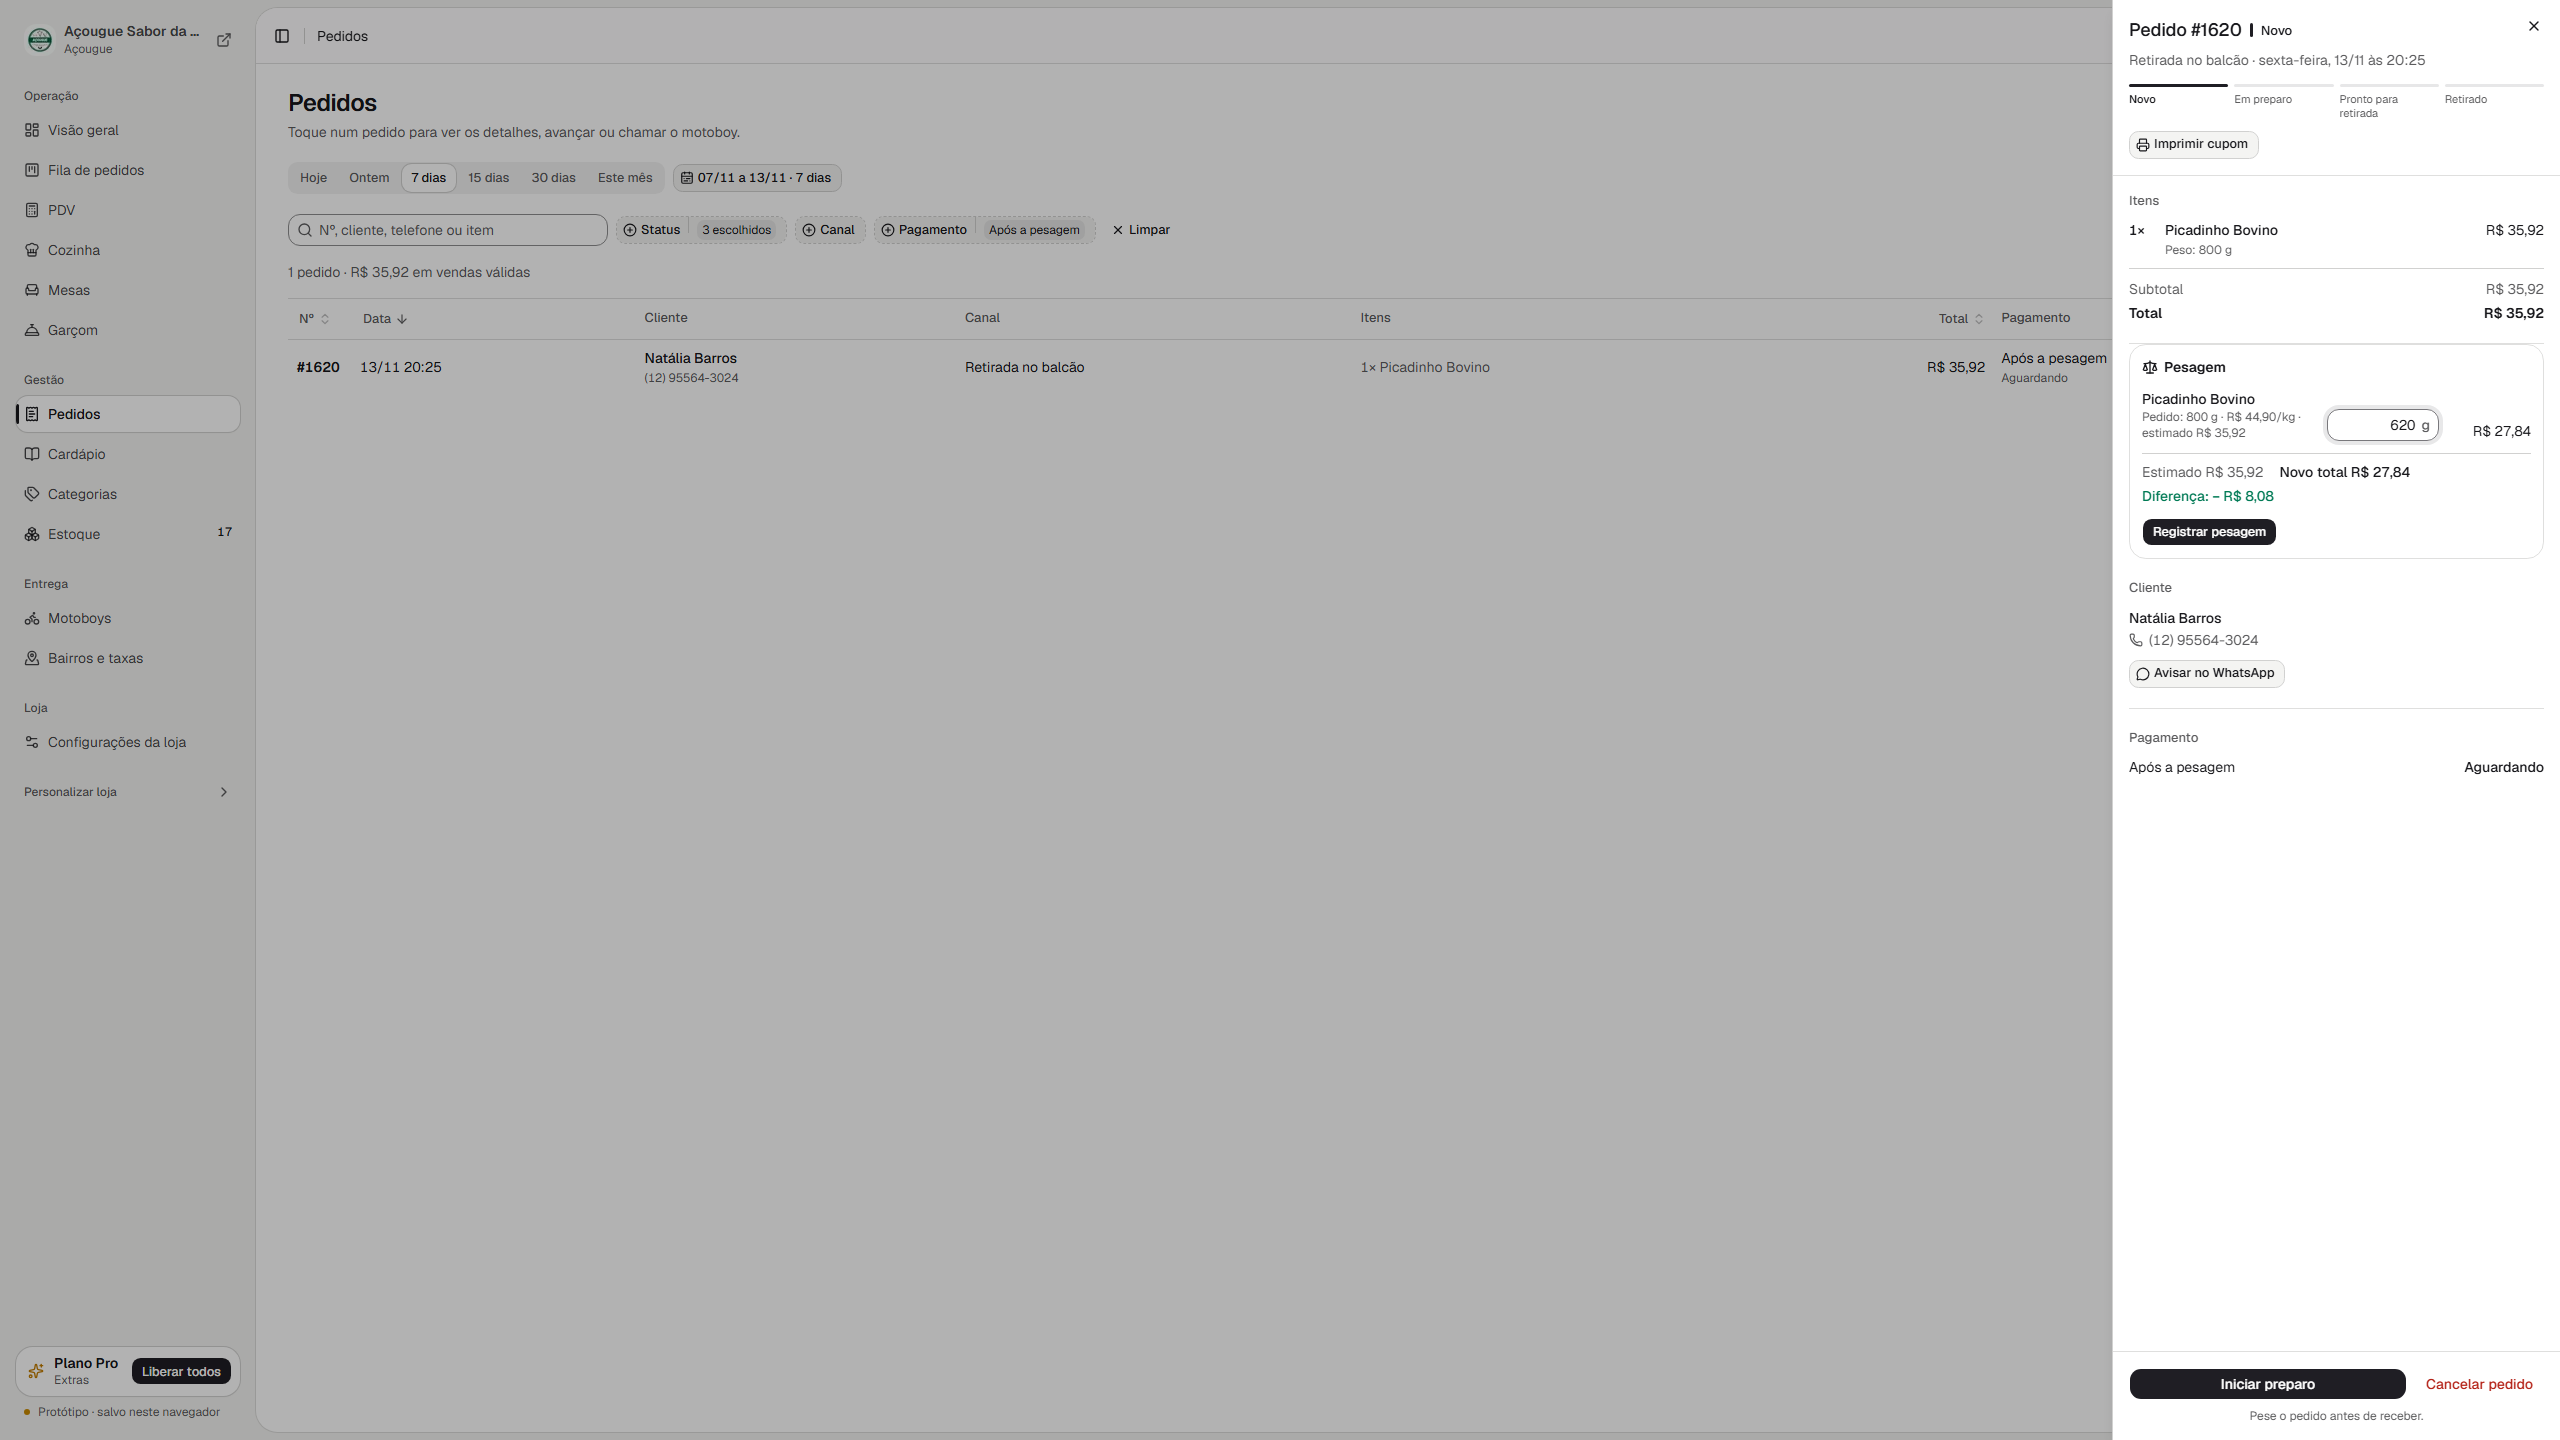 Açougue Sabor da ...
Açougue
Operação
Visão geral
Fila de pedidos
PDV
Cozinha
Mesas
Garçom
Gestão
Pedidos
Cardápio
Categorias
Estoque 17
Entrega
Motoboys
Bairros e taxas
Loja
Configurações da loja
Personalizar loja
Plano Pro
Extras
Liberar todos
Protótipo · salvo neste navegador
Pedidos
Pedidos
Toque num pedido para ver os detalhes, avançar ou chamar o motoboy.
Hoje Ontem 7 dias 15 dias 30 dias Este mês 07/11 a 13/11 · 7 dias
Nº, cliente, telefone ou item Status 3 escolhidos Canal Pagamento Após a pesagem Limpar
1 pedido · R$ 35,92 em vendas válidas
Nº Data Cliente Canal Itens Total Pagamento
#1620 13/11 20:25 Natália Barros Retirada no balcão 1× Picadinho Bovino R$ 35,92 Após a pesagem
(12) 95564-3024 Aguardando
Pedido #1620 Novo
Retirada no balcão · sexta-feira, 13/11 às 20:25
Novo Em preparo Pronto para retirada Retirado
Imprimir cupom
Itens
1× Picadinho Bovino R$ 35,92
Peso: 800 g
Subtotal R$ 35,92
Total R$ 35,92
Pesagem
Picadinho Bovino
Pedido: 800 g · R$ 44,90/kg ·
estimado R$ 35,92
620 g R$ 27,84
Estimado R$ 35,92 Novo total R$ 27,84
Diferença: − R$ 8,08
Registrar pesagem
Cliente
Natália Barros
(12) 95564-3024
Avisar no WhatsApp
Pagamento
Após a pesagem Aguardando
Iniciar preparo Cancelar pedido
Pese o pedido antes de receber.